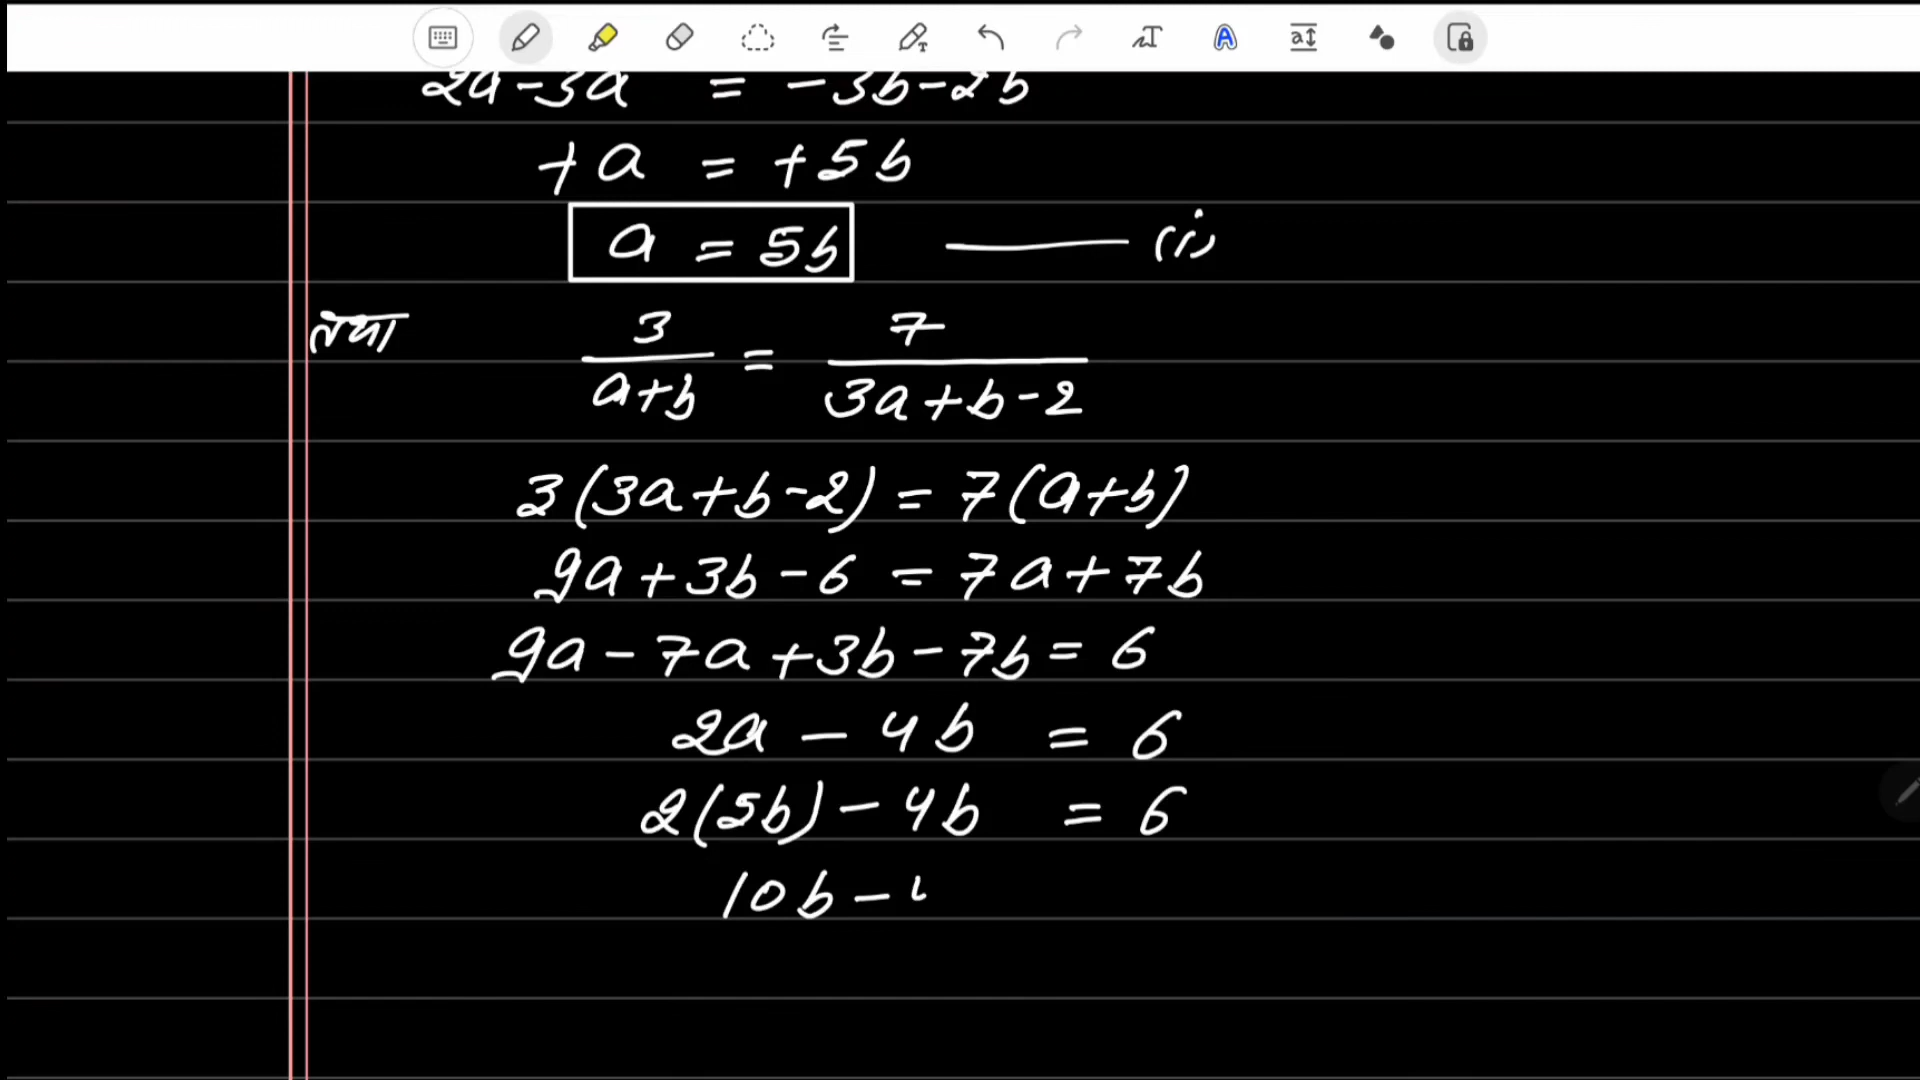 2a-3a = -3b-2b
+a = +5b
a = 5b ——— (i)
तथा 3/(a+b) = 7/(3a+b-2)
3(3a+b-2) = 7(a+b)
9a+3b-6 = 7a+7b
9a-7a+3b-7b = 6
2a - 4b = 6
2(5b) - 4b = 6
10b -